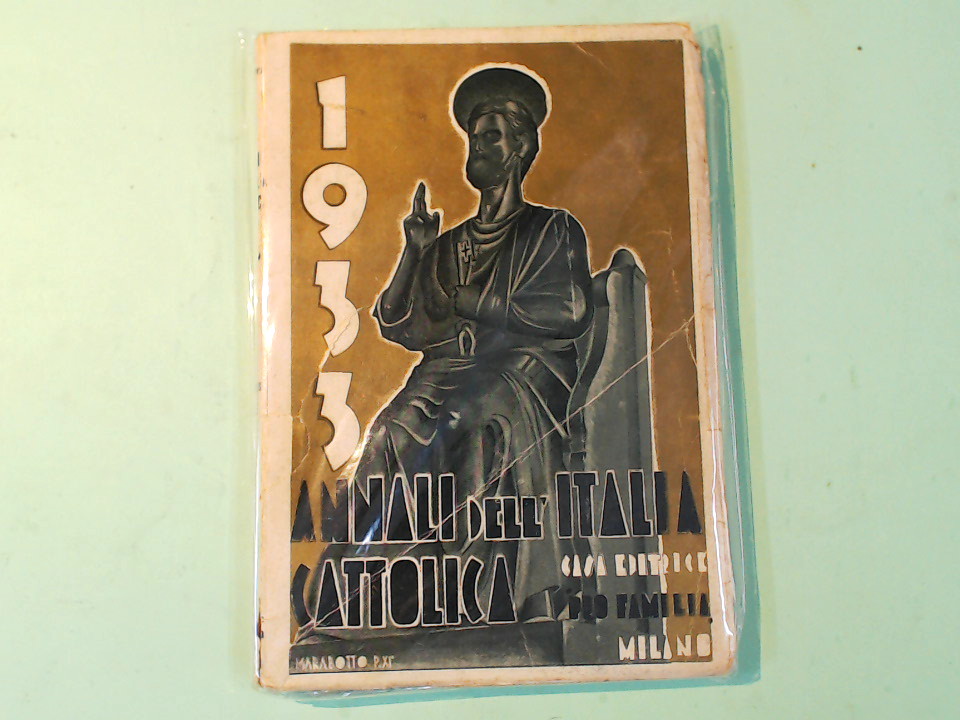 1933
ANNALI DELL'ITALIA
CATTOLICA
CASA EDITRICE
PRO FAMILIA
MILANO
MARABOTTO P.XI